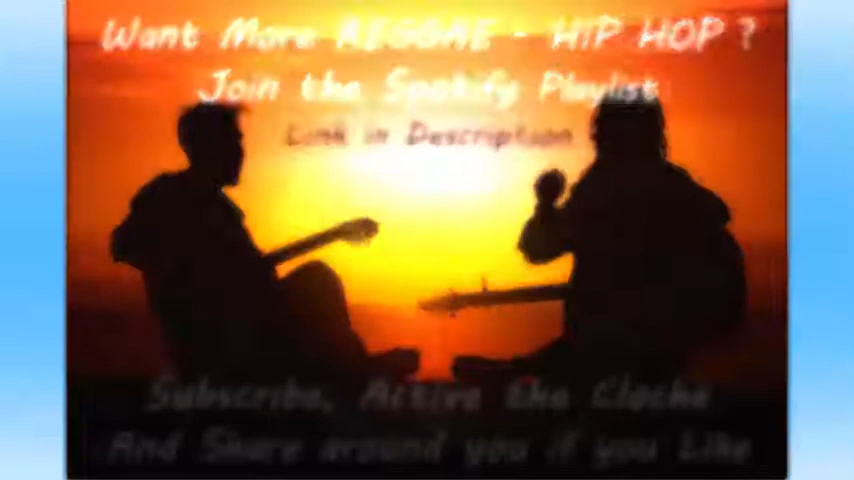 Want More REGGAE - HIP HOP ?
Join the Spotify Playlist
Link in Description
Subscribe, Active the Cloche
And Share around you if you Like